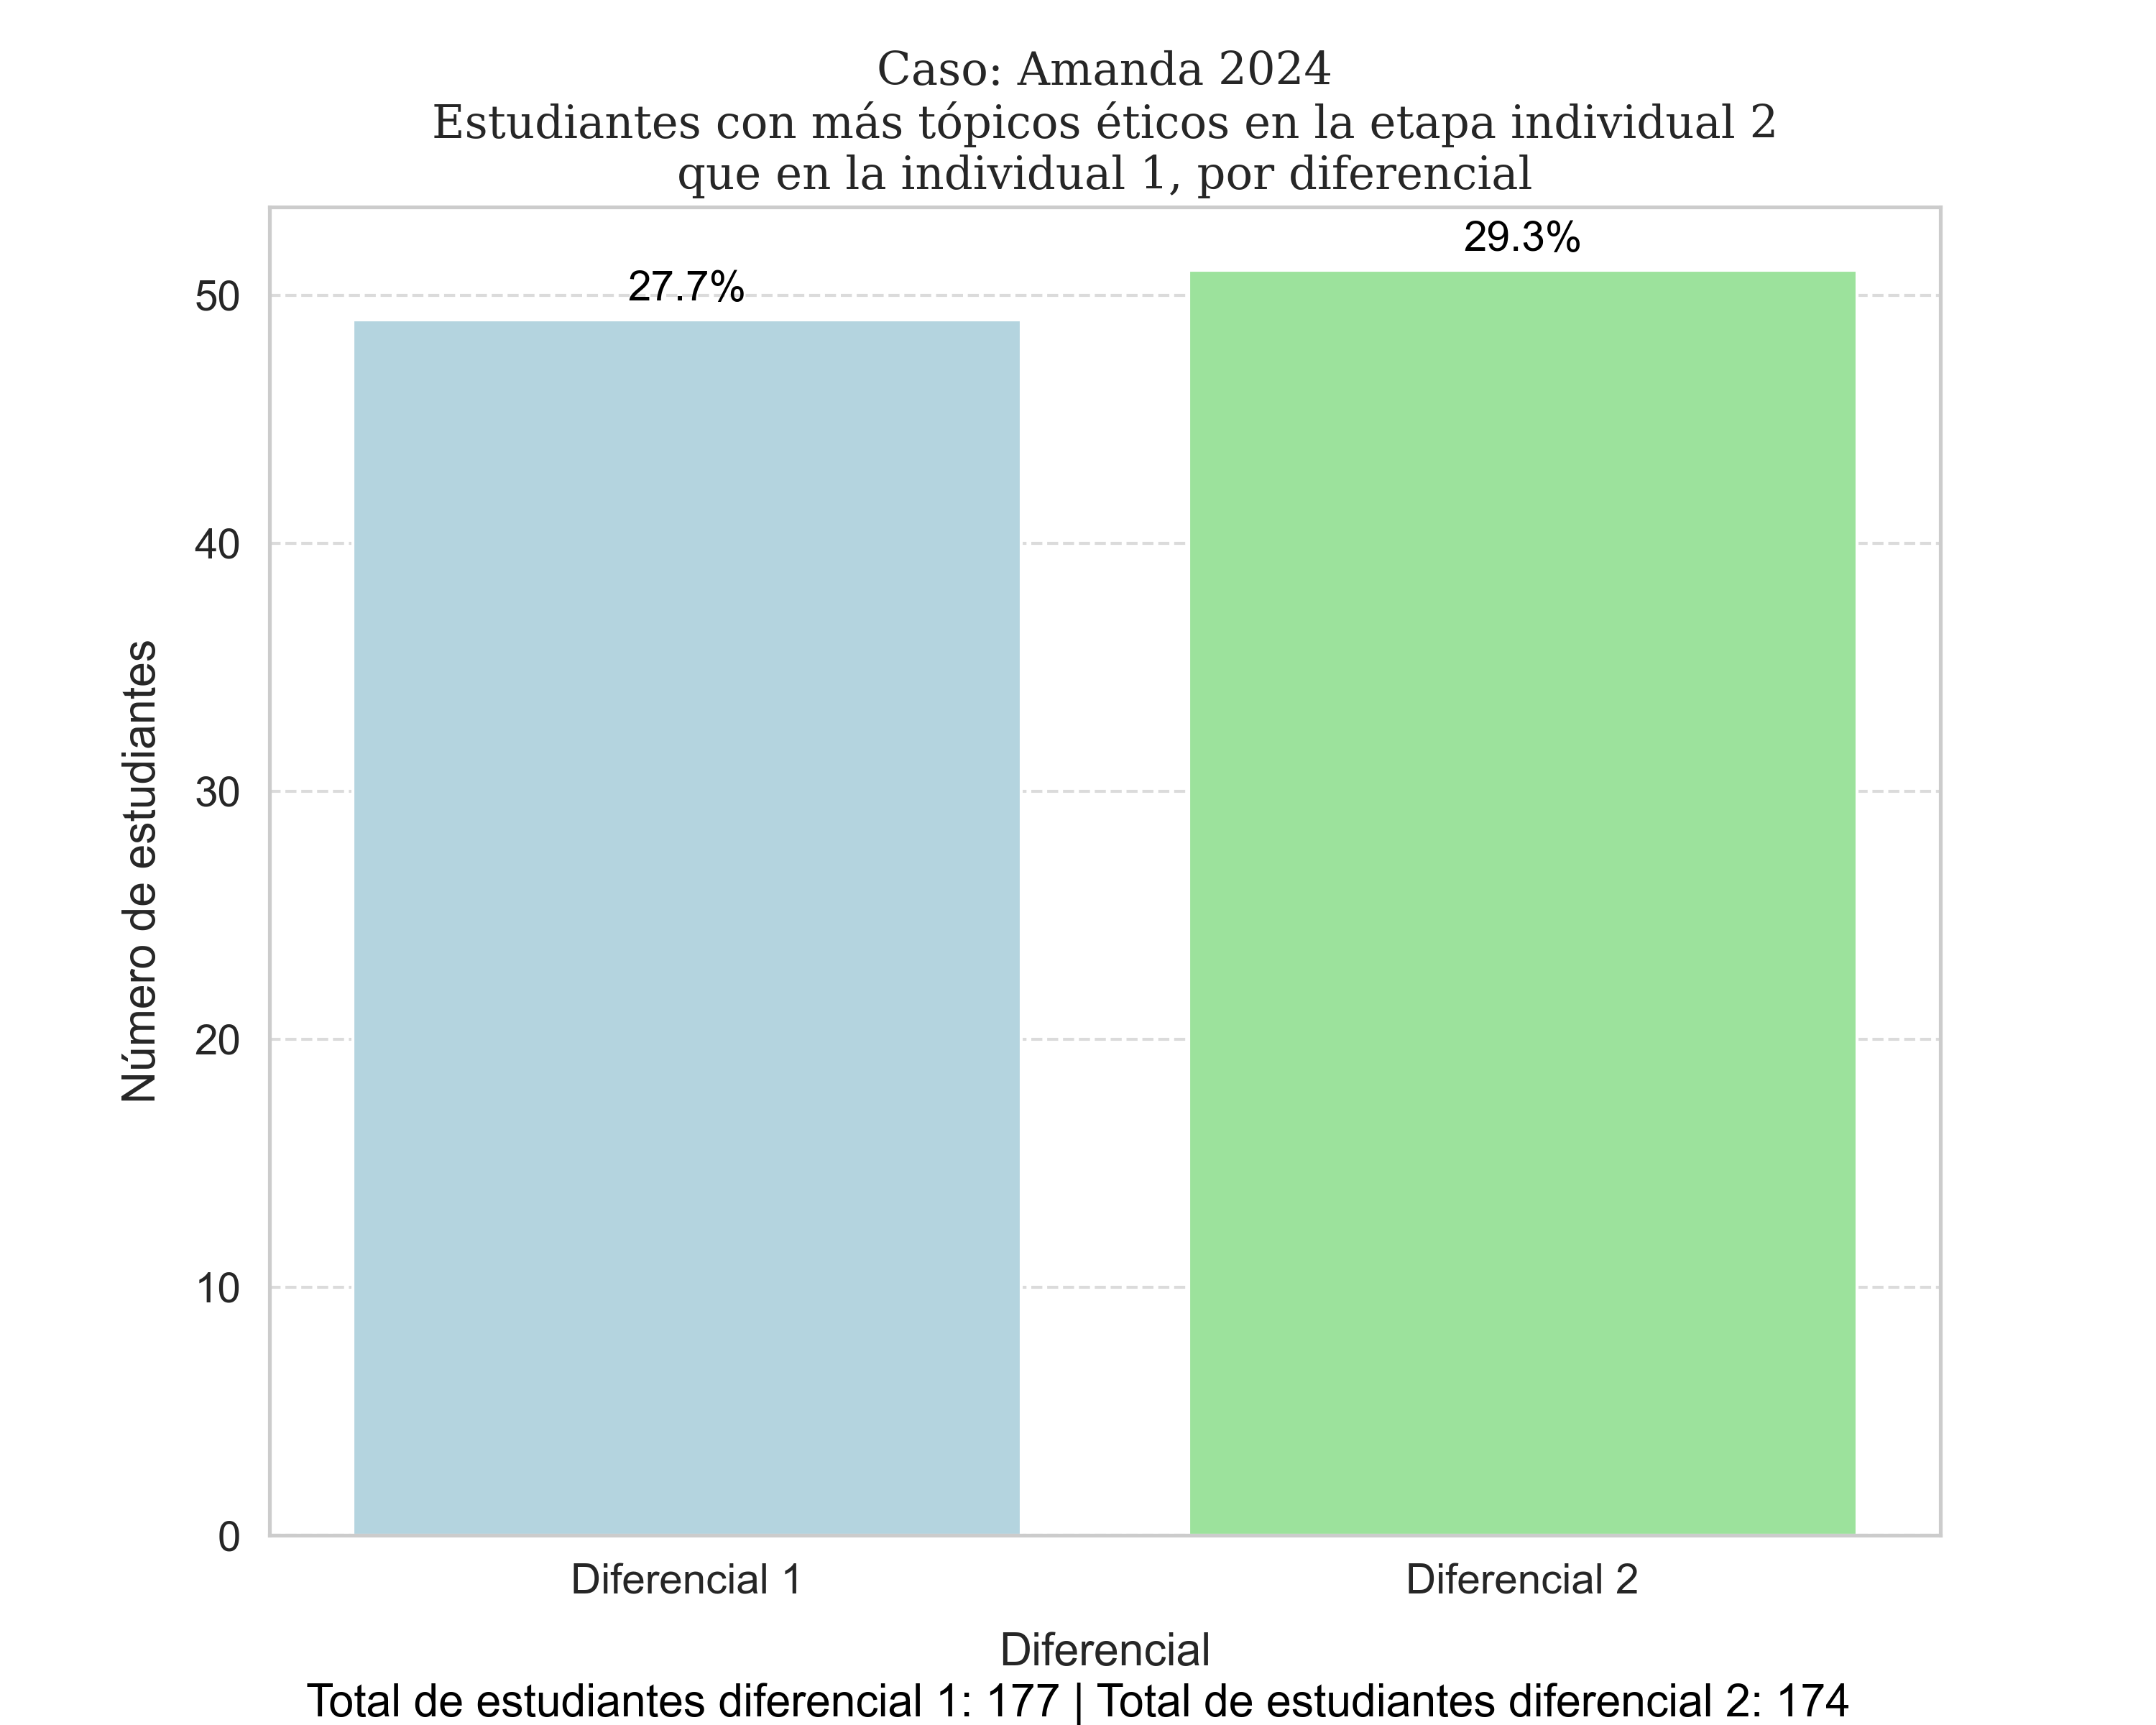 Caso: Amanda 2024
Estudiantes con más tópicos éticos en la etapa individual 2
que en la individual 1, por diferencial
27.7%
29.3%
50
40
30
20
10
0
Número de estudiantes
Diferencial 1
Diferencial 2
Diferencial
Total de estudiantes diferencial 1: 177 | Total de estudiantes diferencial 2: 174